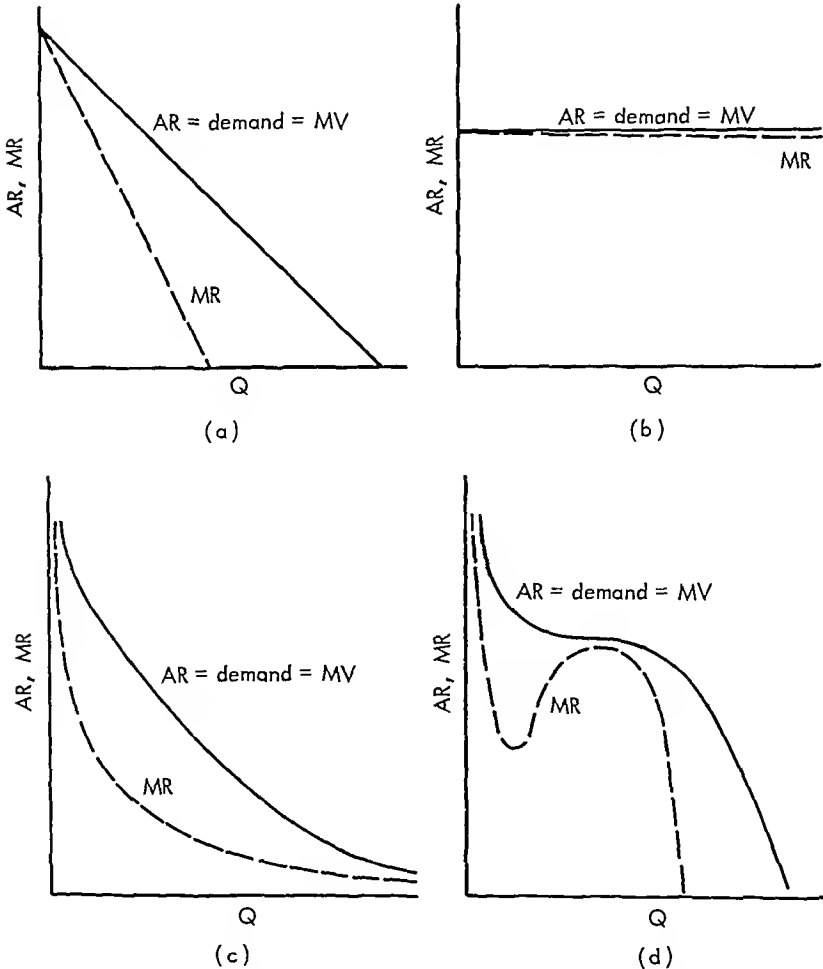 AR, MR
AR = demand = MV
MR
Q
(a)
AR, MR
AR = demand = MV
MR
Q
(b)
AR, MR
AR = demand = MV
MR
Q
(c)
AR, MR
AR = demand = MV
MR
Q
(d)